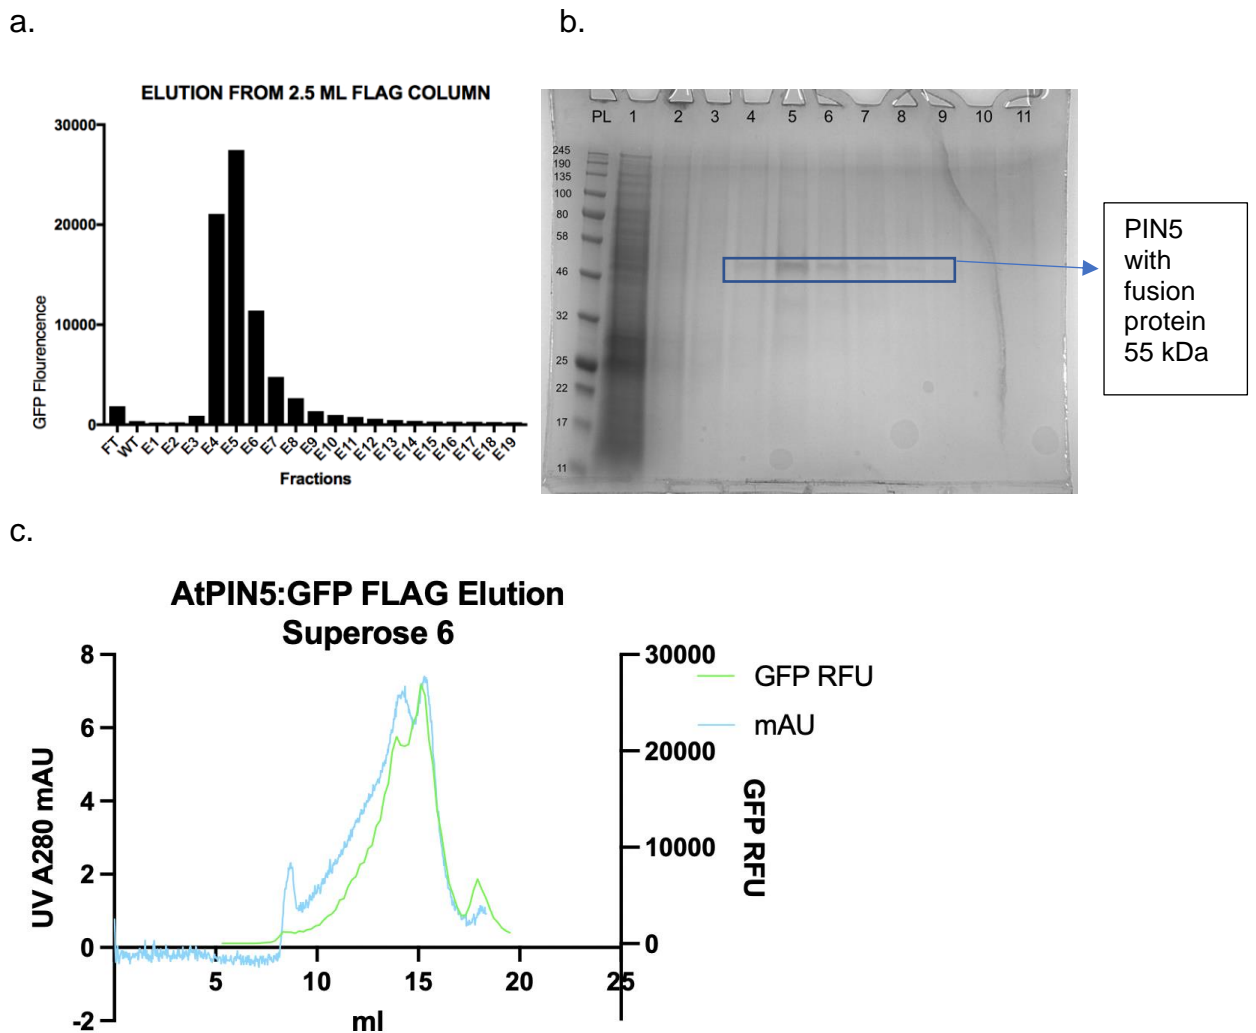 a.
b.
ELUTION FROM 2.5 ML FLAG COLUMN
30000
20000
10000
0
GFP Flourencence
FT WT E1 E2 E3 E4 E5 E6 E7 E8 E9 E10 E11 E12 E13 E14 E15 E16 E17 E18 E19
Fractions
PL 1 2 3 4 5 6 7 8 9 10 11
245
190
135
100
80
58
46
32
25
22
17
11
PIN5
with
fusion
protein
55 kDa
c.
AtPIN5:GFP FLAG Elution
Superose 6
8
6
4
2
0
-2
UV A280 mAU
5 10 15 20 25
ml
30000
20000
10000
0
GFP RFU
GFP RFU
mAU